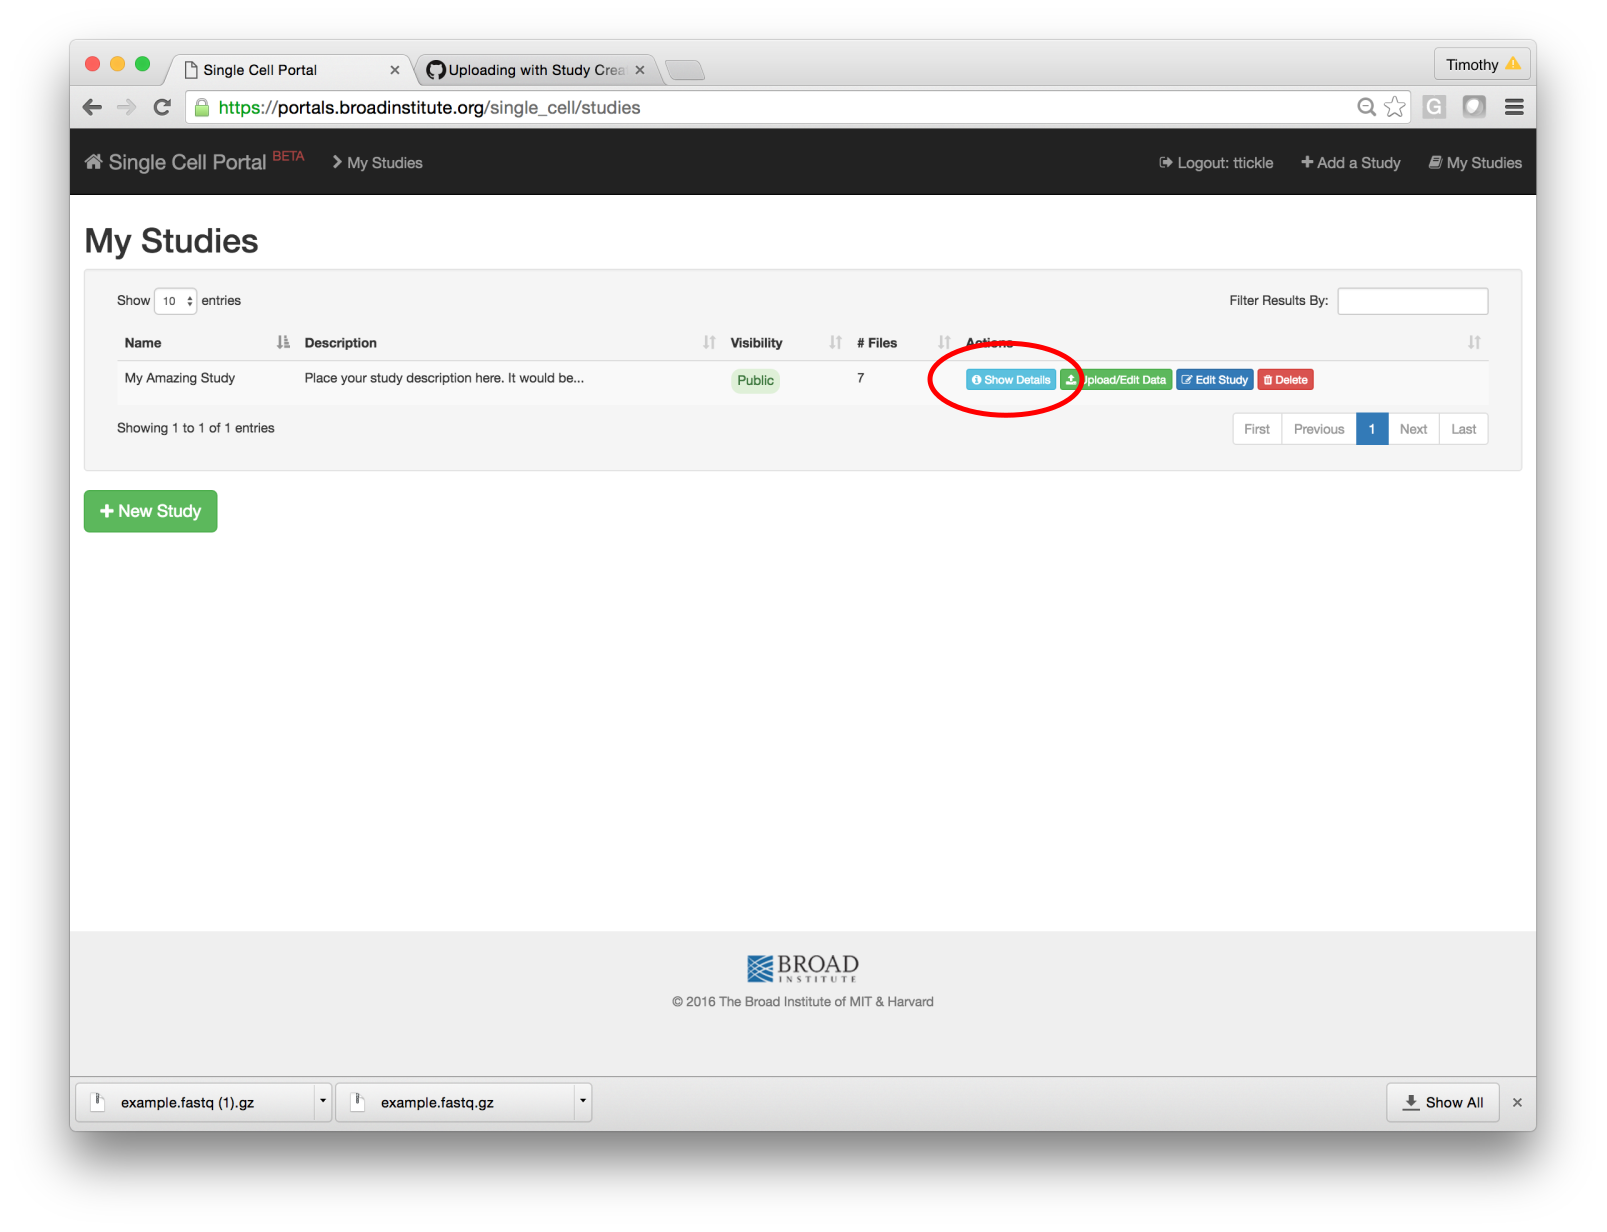 Single Cell Portal
Uploading with Study Crea
Timothy
https://portals.broadinstitute.org/single_cell/studies
G
Single Cell Portal BETA My Studies Logout: ttickle Add a Study My Studies
My Studies
Show 10 entries Filter Results By:
Name Description Visibility # Files Actions
My Amazing Study Place your study description here. It would be... Public 7 Show Details Upload/Edit Data Edit Study Delete
Showing 1 to 1 of 1 entries First Previous 1 Next Last
New Study
BROAD
INSTITUTE
© 2016 The Broad Institute of MIT & Harvard
example.fastq (1).gz example.fastq.gz Show All